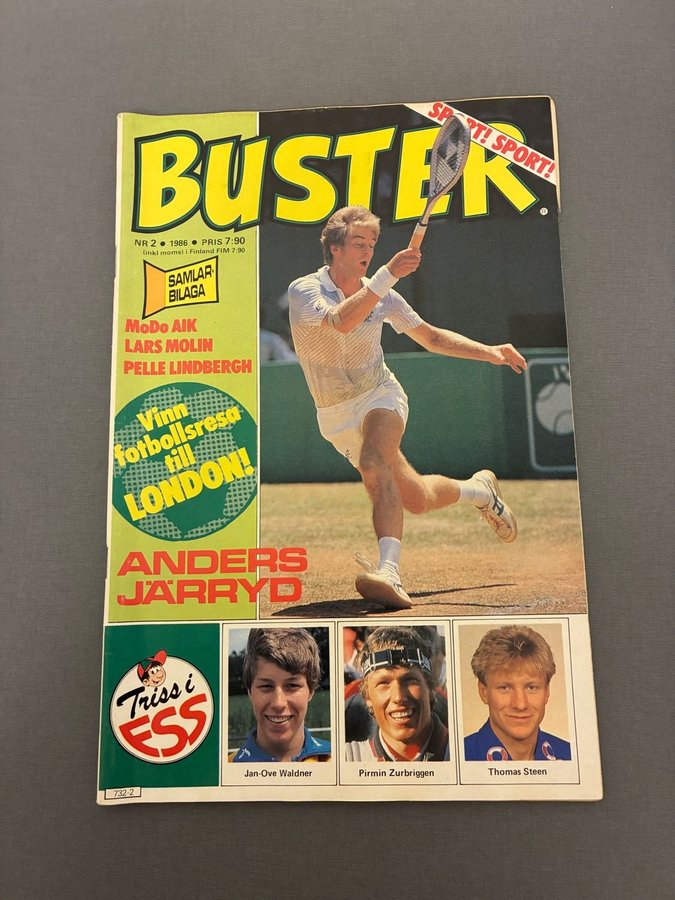 SPORT! SPORT!
BUSTER
®
NR 2 ● 1986 ● PRIS 7:90
(inkl moms) i Finland FIM 7.90
SAMLAR-
BILAGA
MoDo AIK
LARS MOLIN
PELLE LINDBERGH
Vinn
fotbollsresa
till
LONDON!
ANDERS
JÄRRYD
Triss i
ESS
Jan-Ove Waldner
Pirmin Zurbriggen
Thomas Steen
732-2